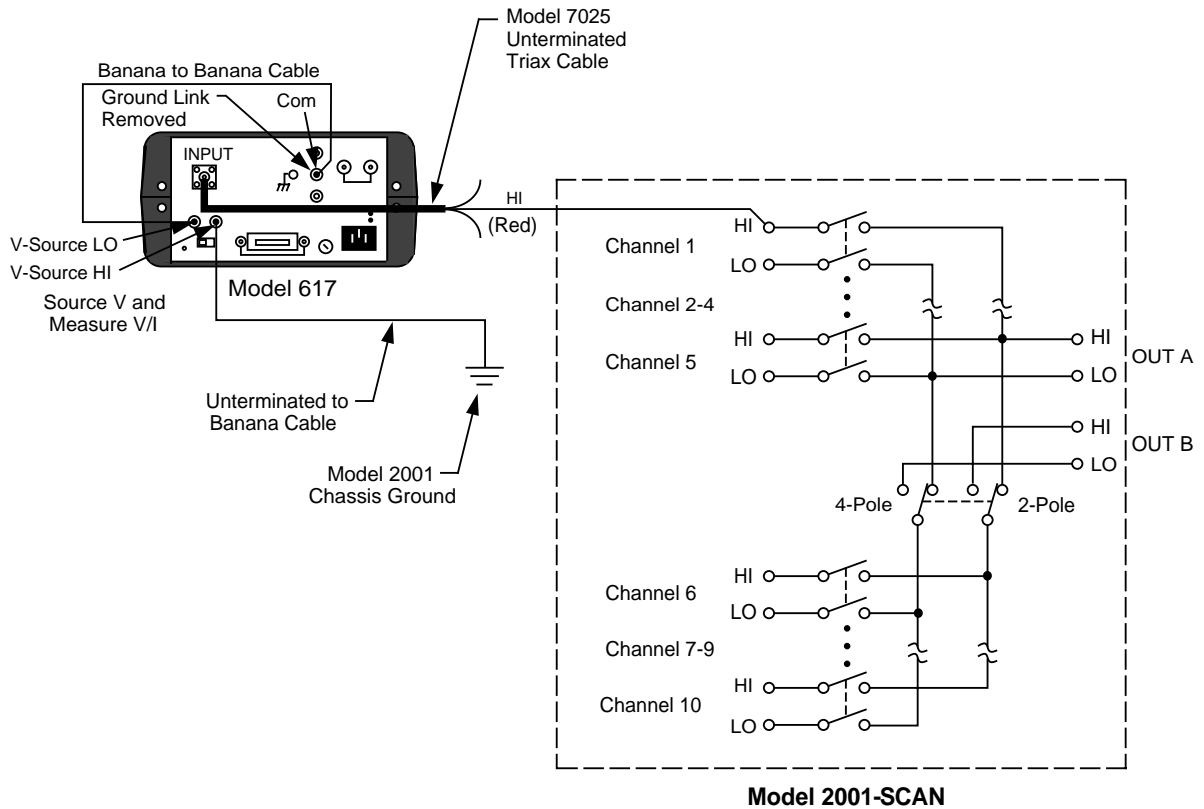 Model 7025
Unterminated
Triax Cable
Banana to Banana Cable
Ground Link
Removed
Com
INPUT
HI
(Red)
V-Source LO
V-Source HI
Model 617
Source V and
Measure V/I
Unterminated to
Banana Cable
Model 2001
Chassis Ground
HI
Channel 1
LO
Channel 2-4
HI
Channel 5
LO
HI
OUT A
LO
HI
OUT B
LO
4-Pole
2-Pole
HI
Channel 6
LO
Channel 7-9
HI
Channel 10
LO
Model 2001-SCAN